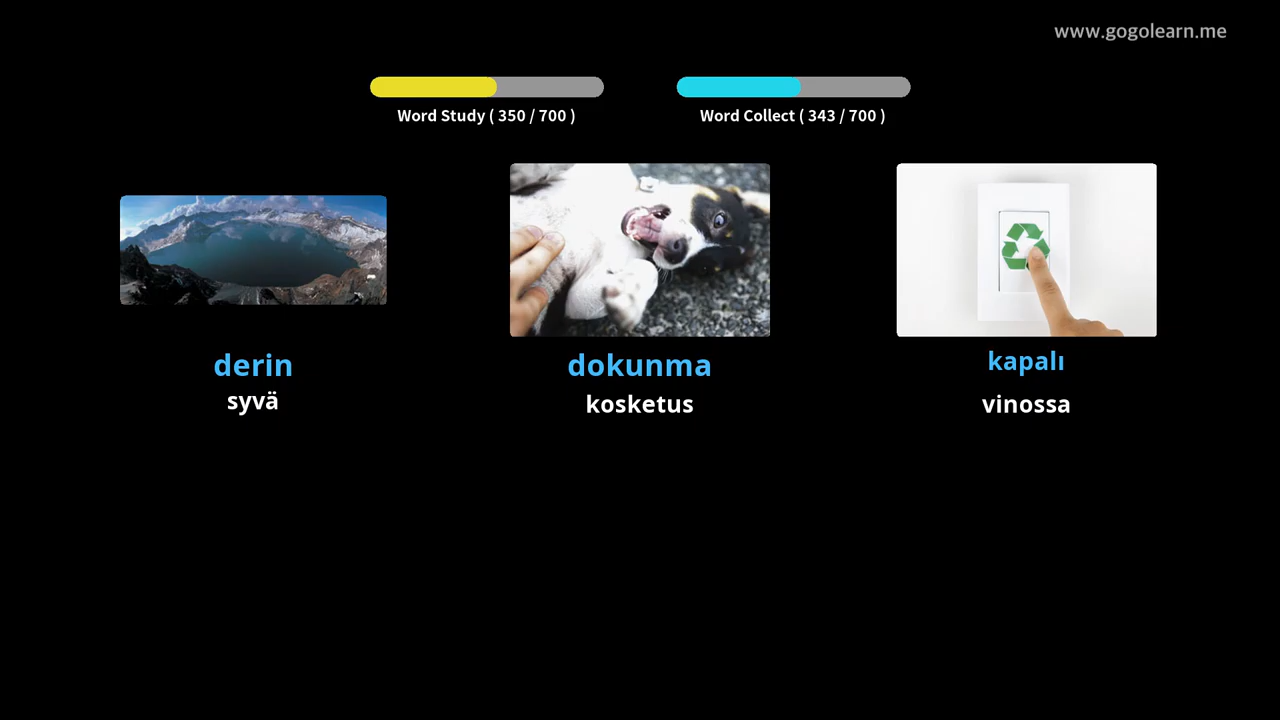 www.gogolearn.me
Word Study ( 350 / 700 )
Word Collect ( 343 / 700 )
derin
syvä
dokunma
kosketus
kapalı
vinossa